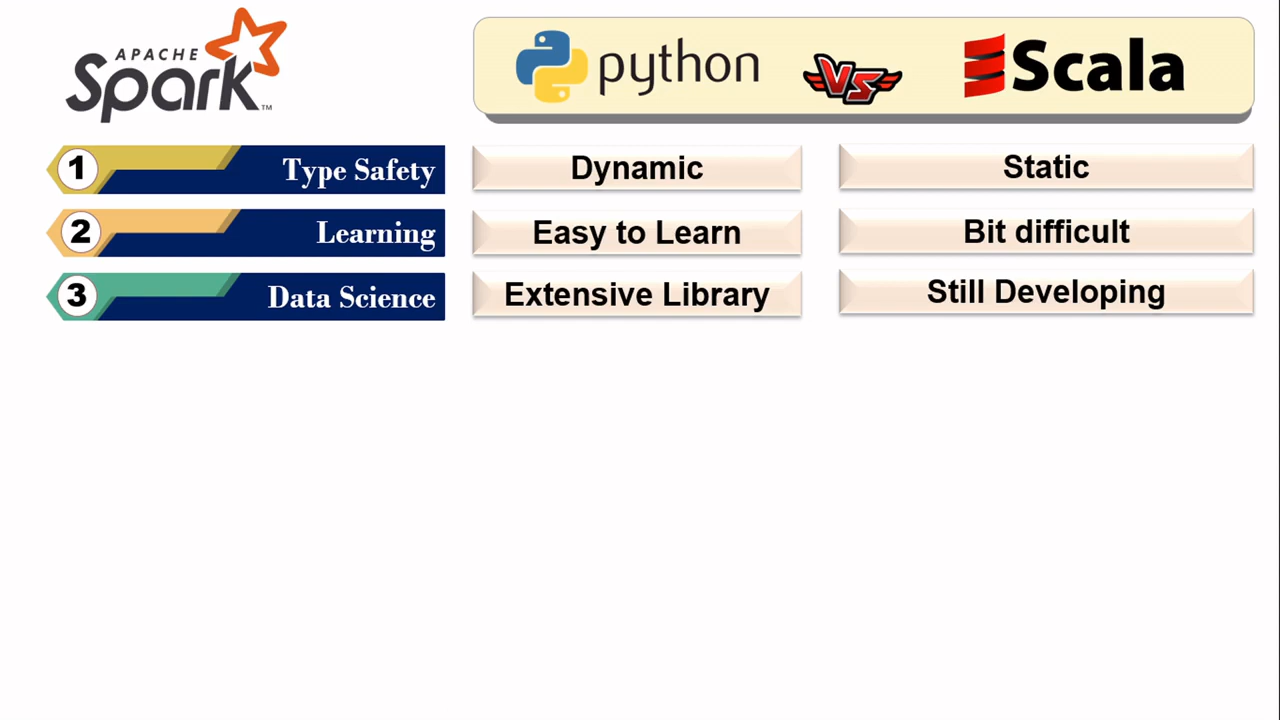 APACHE
Spark™
python VS Scala
1 Type Safety Dynamic Static
2 Learning Easy to Learn Bit difficult
3 Data Science Extensive Library Still Developing